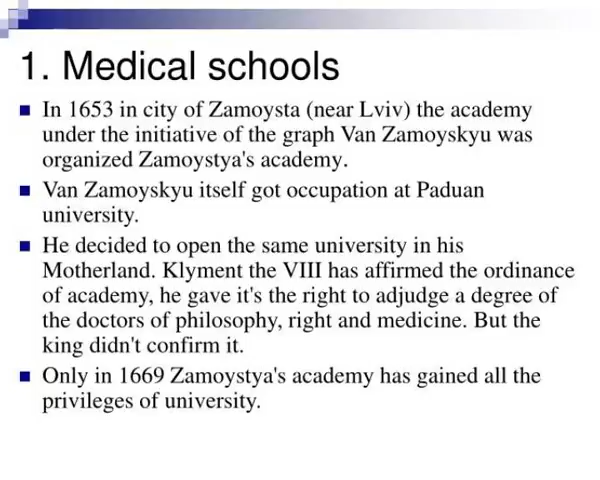 1. Medical schools
In 1653 in city of Zamoysta (near Lviv) the academy
under the initiative of the graph Van Zamoyskyu was
organized Zamoystya's academy.
Van Zamoyskyu itself got occupation at Paduan
university.
He decided to open the same university in his
Motherland. Klyment the VIII has affirmed the ordinance
of academy, he gave it's the right to adjudge a degree of
the doctors of philosophy, right and medicine. But the
king didn't confirm it.
Only in 1669 Zamoystya's academy has gained all the
privileges of university.